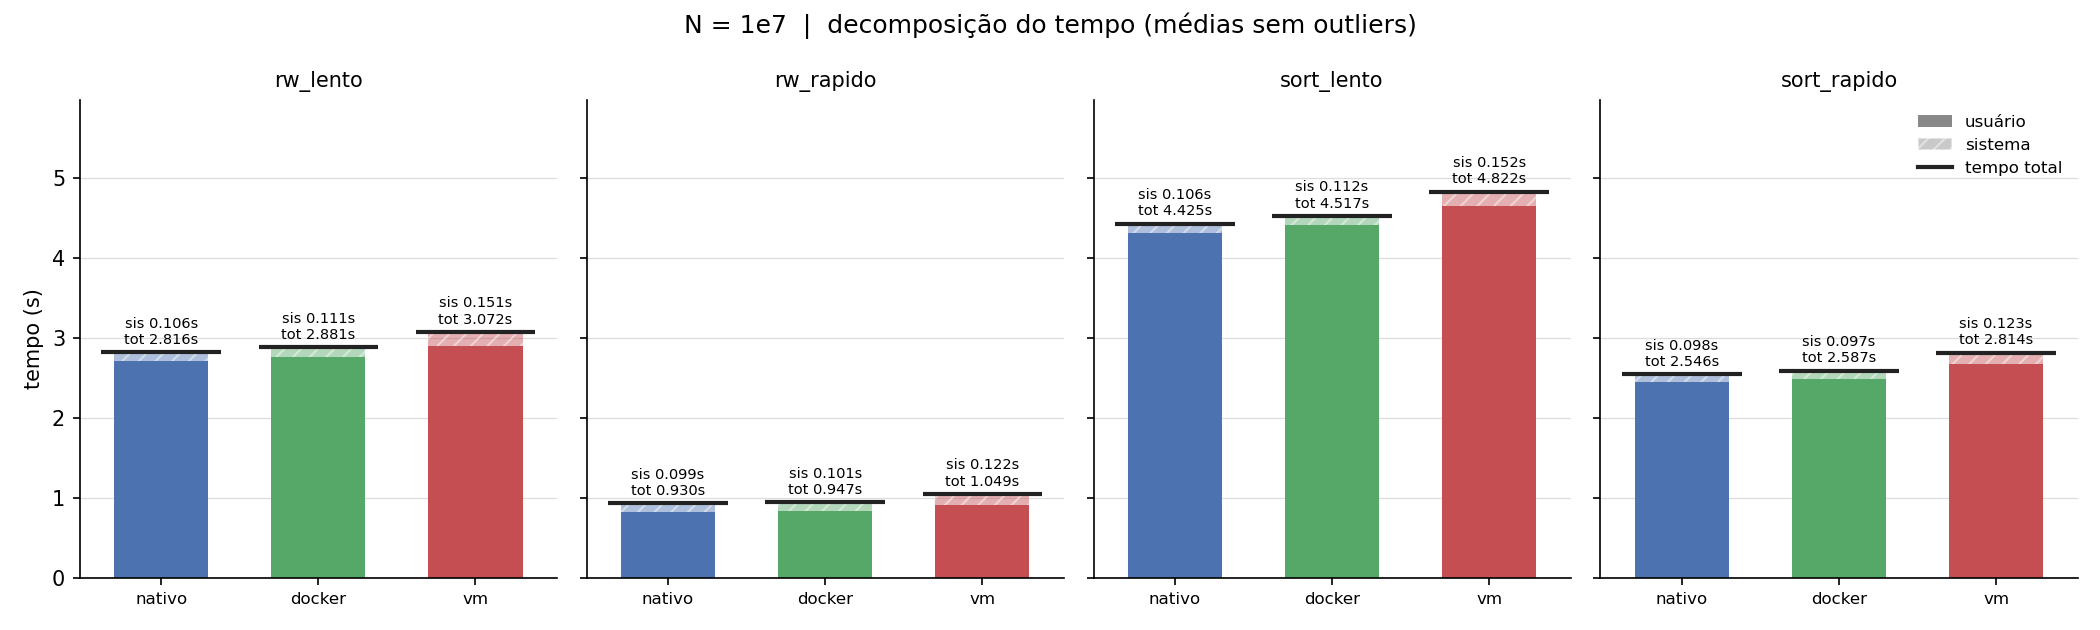 N = 1e7 | decomposição do tempo (médias sem outliers)
rw_lento
rw_rapido
sort_lento
sort_rapido
tempo (s)
5
4
3
2
1
0
sis 0.106s
tot 2.816s
sis 0.111s
tot 2.881s
sis 0.151s
tot 3.072s
nativo
docker
vm
sis 0.099s
tot 0.930s
sis 0.101s
tot 0.947s
sis 0.122s
tot 1.049s
nativo
docker
vm
sis 0.106s
tot 4.425s
sis 0.112s
tot 4.517s
sis 0.152s
tot 4.822s
nativo
docker
vm
usuário
sistema
tempo total
sis 0.098s
tot 2.546s
sis 0.097s
tot 2.587s
sis 0.123s
tot 2.814s
nativo
docker
vm